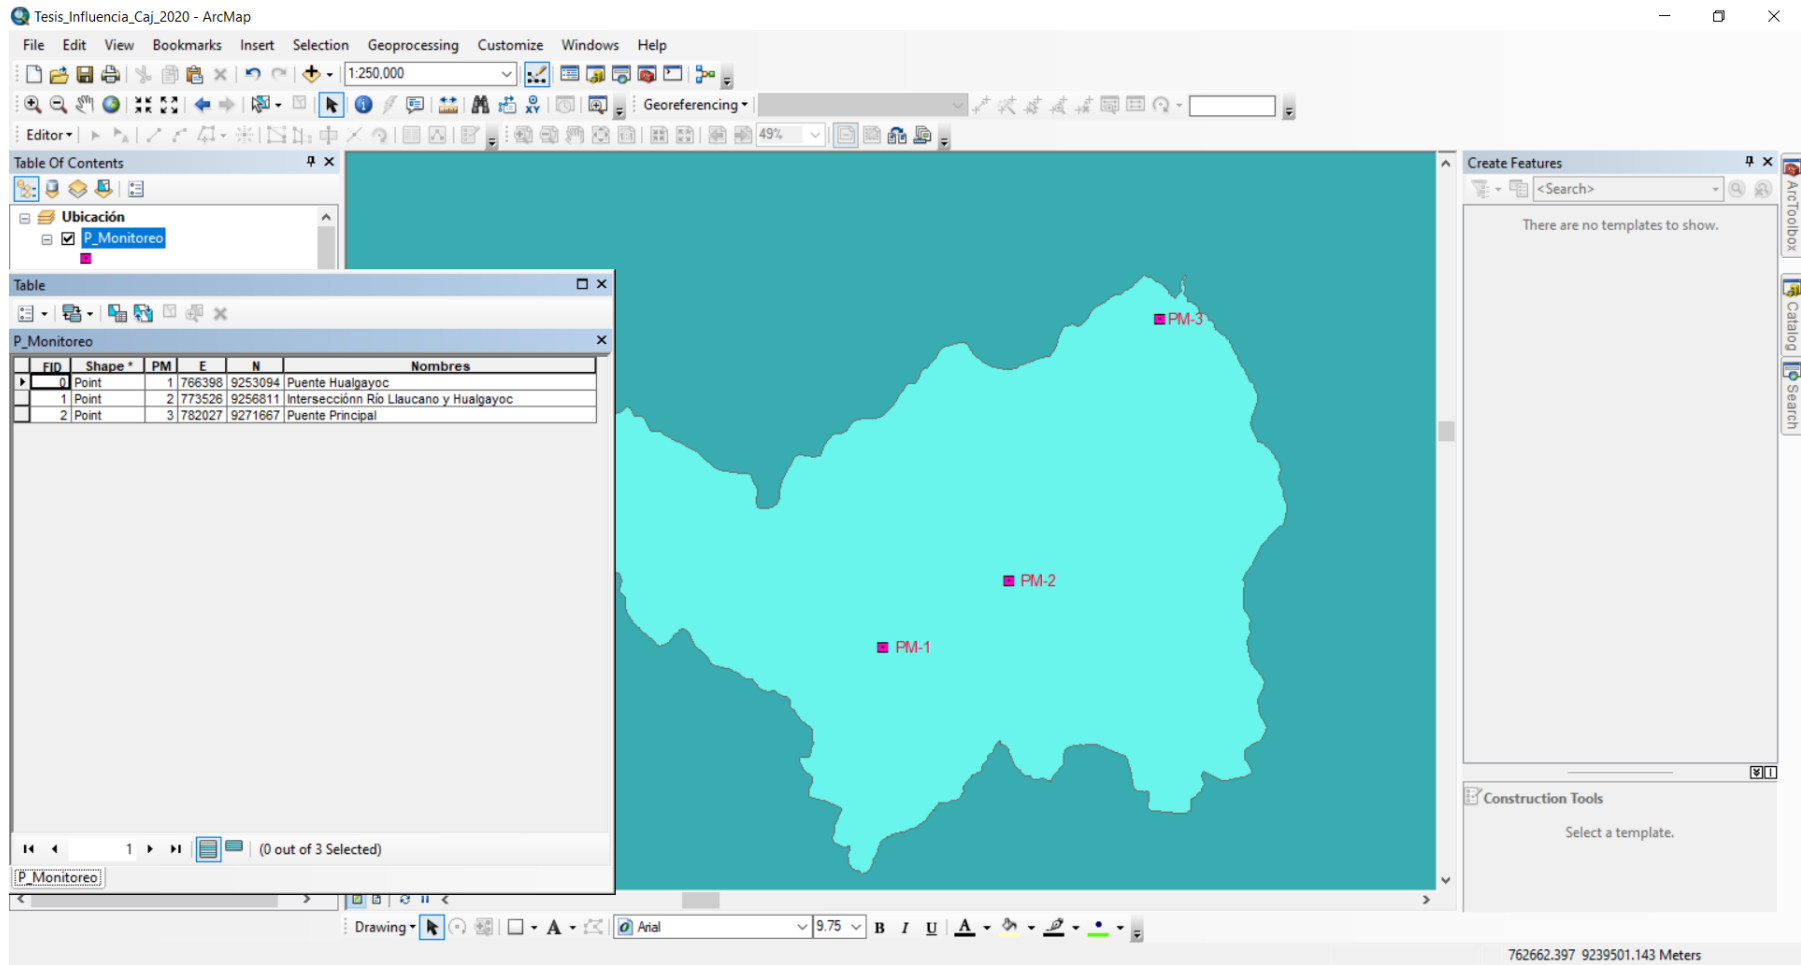 Tesis_Influencia_Caj_2020 - ArcMap
File Edit View Bookmarks Insert Selection Geoprocessing Customize Windows Help
1:250,000
Georeferencing
Editor 49%
Table Of Contents
Ubicación
P_Monitoreo
Table
P_Monitoreo
FID Shape * PM E N Nombres
0 Point 1 766398 9253094 Puente Hualgayoc
1 Point 2 773526 9256811 Intersecciónn Río Llaucano y Hualgayoc
2 Point 3 782027 9271667 Puente Principal
1 (0 out of 3 Selected)
P_Monitoreo
PM-3
PM-2
PM-1
Create Features
<Search>
There are no templates to show.
Construction Tools
Select a template.
ArcToolbox
Catalog
Search
Drawing A Arial 9.75 B I U A
762662.397 9239501.143 Meters